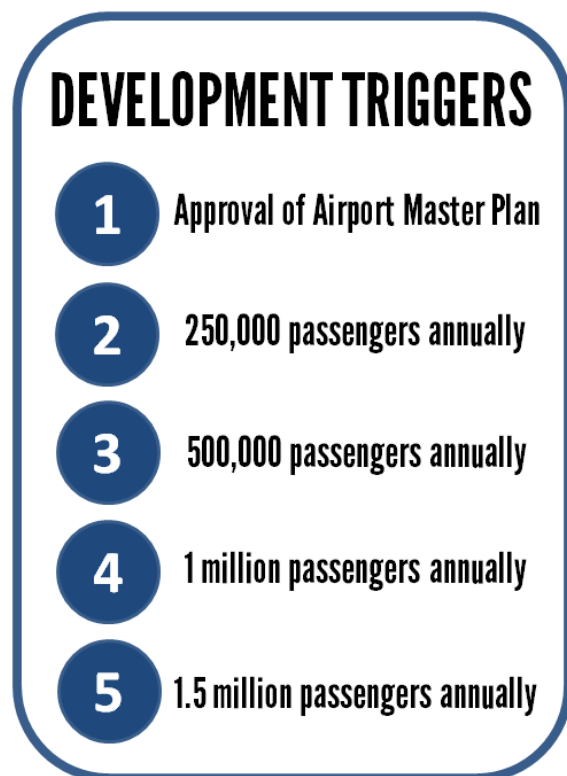 DEVELOPMENT TRIGGERS
1 Approval of Airport Master Plan
2 250,000 passengers annually
3 500,000 passengers annually
4 1 million passengers annually
5 1.5 million passengers annually